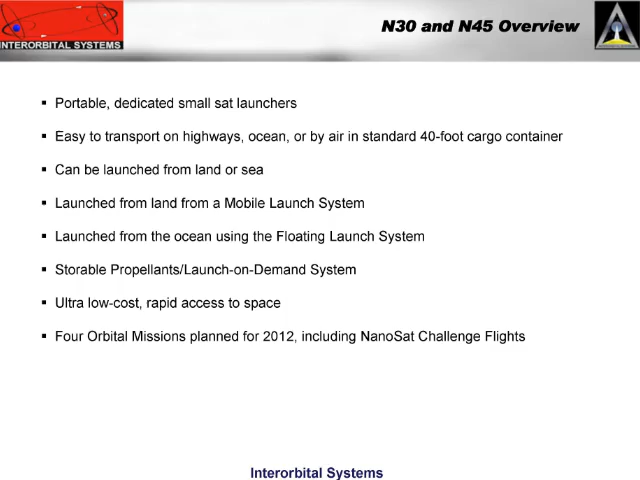 INTERORBITAL SYSTEMS
N30 and N45 Overview
▪ Portable, dedicated small sat launchers
▪ Easy to transport on highways, ocean, or by air in standard 40-foot cargo container
▪ Can be launched from land or sea
▪ Launched from land from a Mobile Launch System
▪ Launched from the ocean using the Floating Launch System
▪ Storable Propellants/Launch-on-Demand System
▪ Ultra low-cost, rapid access to space
▪ Four Orbital Missions planned for 2012, including NanoSat Challenge Flights
Interorbital Systems